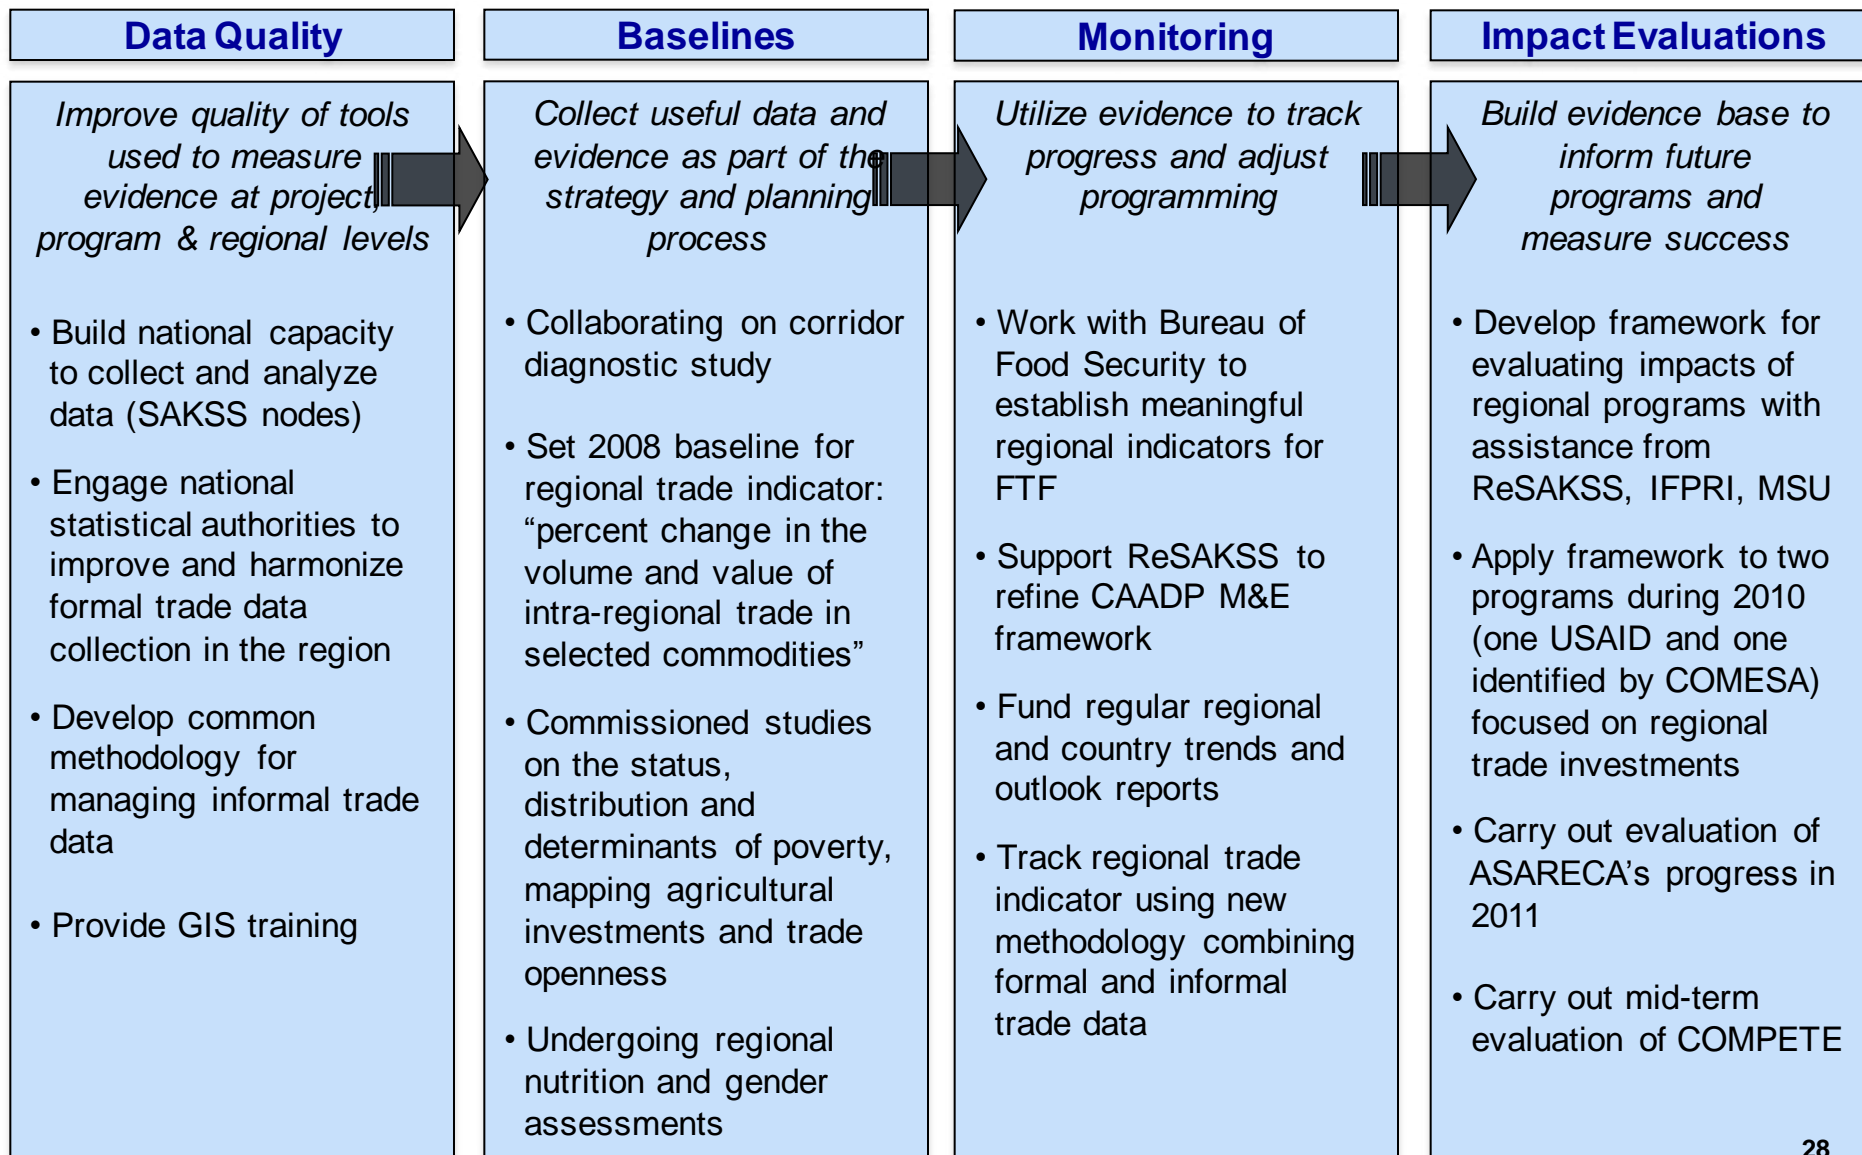 Data Quality
Improve quality of tools
used to measure
evidence at project,
program & regional levels
• Build national capacity
to collect and analyze
data (SAKSS nodes)
• Engage national
statistical authorities to
improve and harmonize
formal trade data
collection in the region
• Develop common
methodology for
managing informal trade
data
• Provide GIS training
Baselines
Collect useful data and
evidence as part of the
strategy and planning
process
• Collaborating on corridor
diagnostic study
• Set 2008 baseline for
regional trade indicator:
“percent change in the
volume and value of
intra-regional trade in
selected commodities”
• Commissioned studies
on the status,
distribution and
determinants of poverty,
mapping agricultural
investments and trade
openness
• Undergoing regional
nutrition and gender
assessments
Monitoring
Utilize evidence to track
progress and adjust
programming
• Work with Bureau of
Food Security to
establish meaningful
regional indicators for
FTF
• Support ReSAKSS to
refine CAADP M&E
framework
• Fund regular regional
and country trends and
outlook reports
• Track regional trade
indicator using new
methodology combining
formal and informal
trade data
Impact Evaluations
Build evidence base to
inform future
programs and
measure success
• Develop framework for
evaluating impacts of
regional programs with
assistance from
ReSAKSS, IFPRI, MSU
• Apply framework to two
programs during 2010
(one USAID and one
identified by COMESA)
focused on regional
trade investments
• Carry out evaluation of
ASARECA’s progress in
2011
• Carry out mid-term
evaluation of COMPETE
28